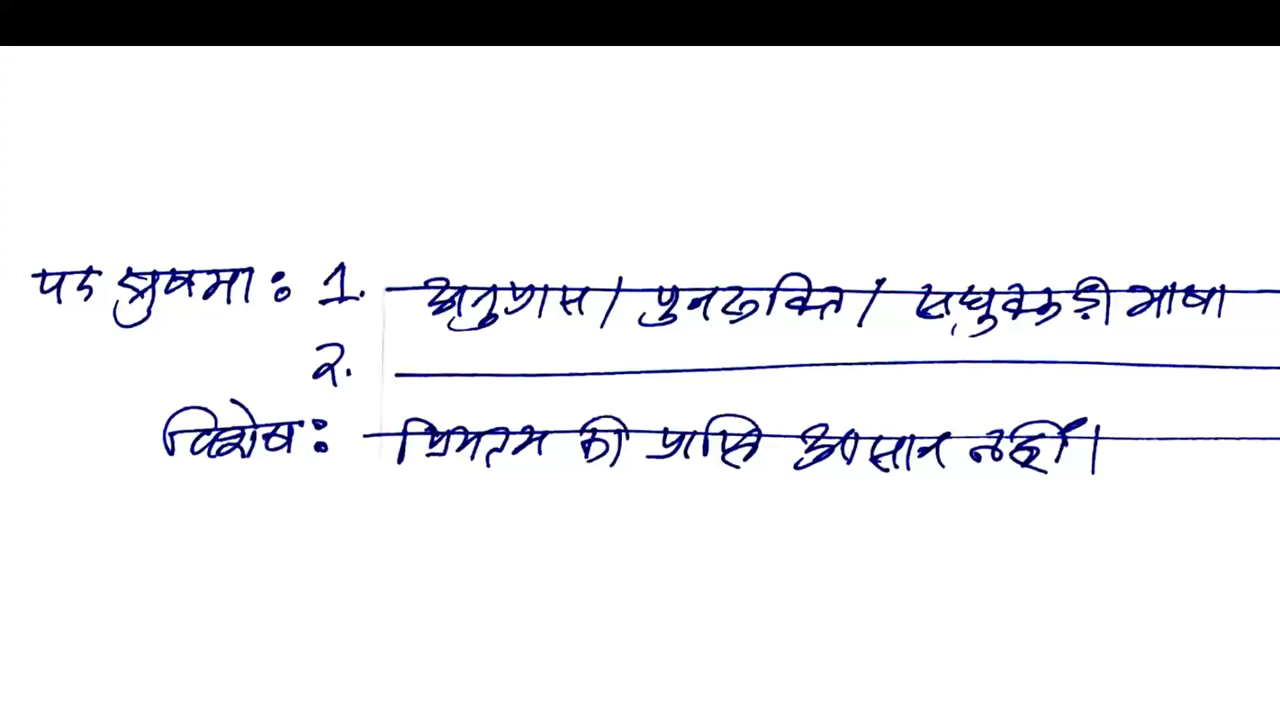 पद सुषमा: 1. अनुप्रास / पुनरुक्ति / सधुक्कड़ी भाषा
2.
विशेष: प्रियतम की प्राप्ति आसान नहीं।